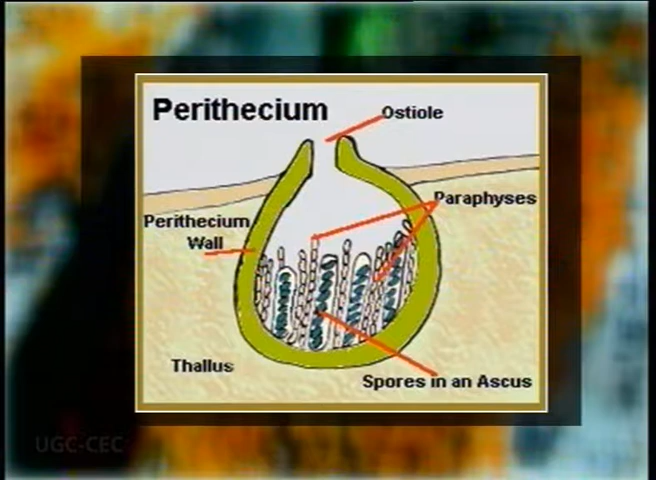 Perithecium
Ostiole
Paraphyses
Perithecium
Wall
Thallus
Spores in an Ascus
UGC-CEC